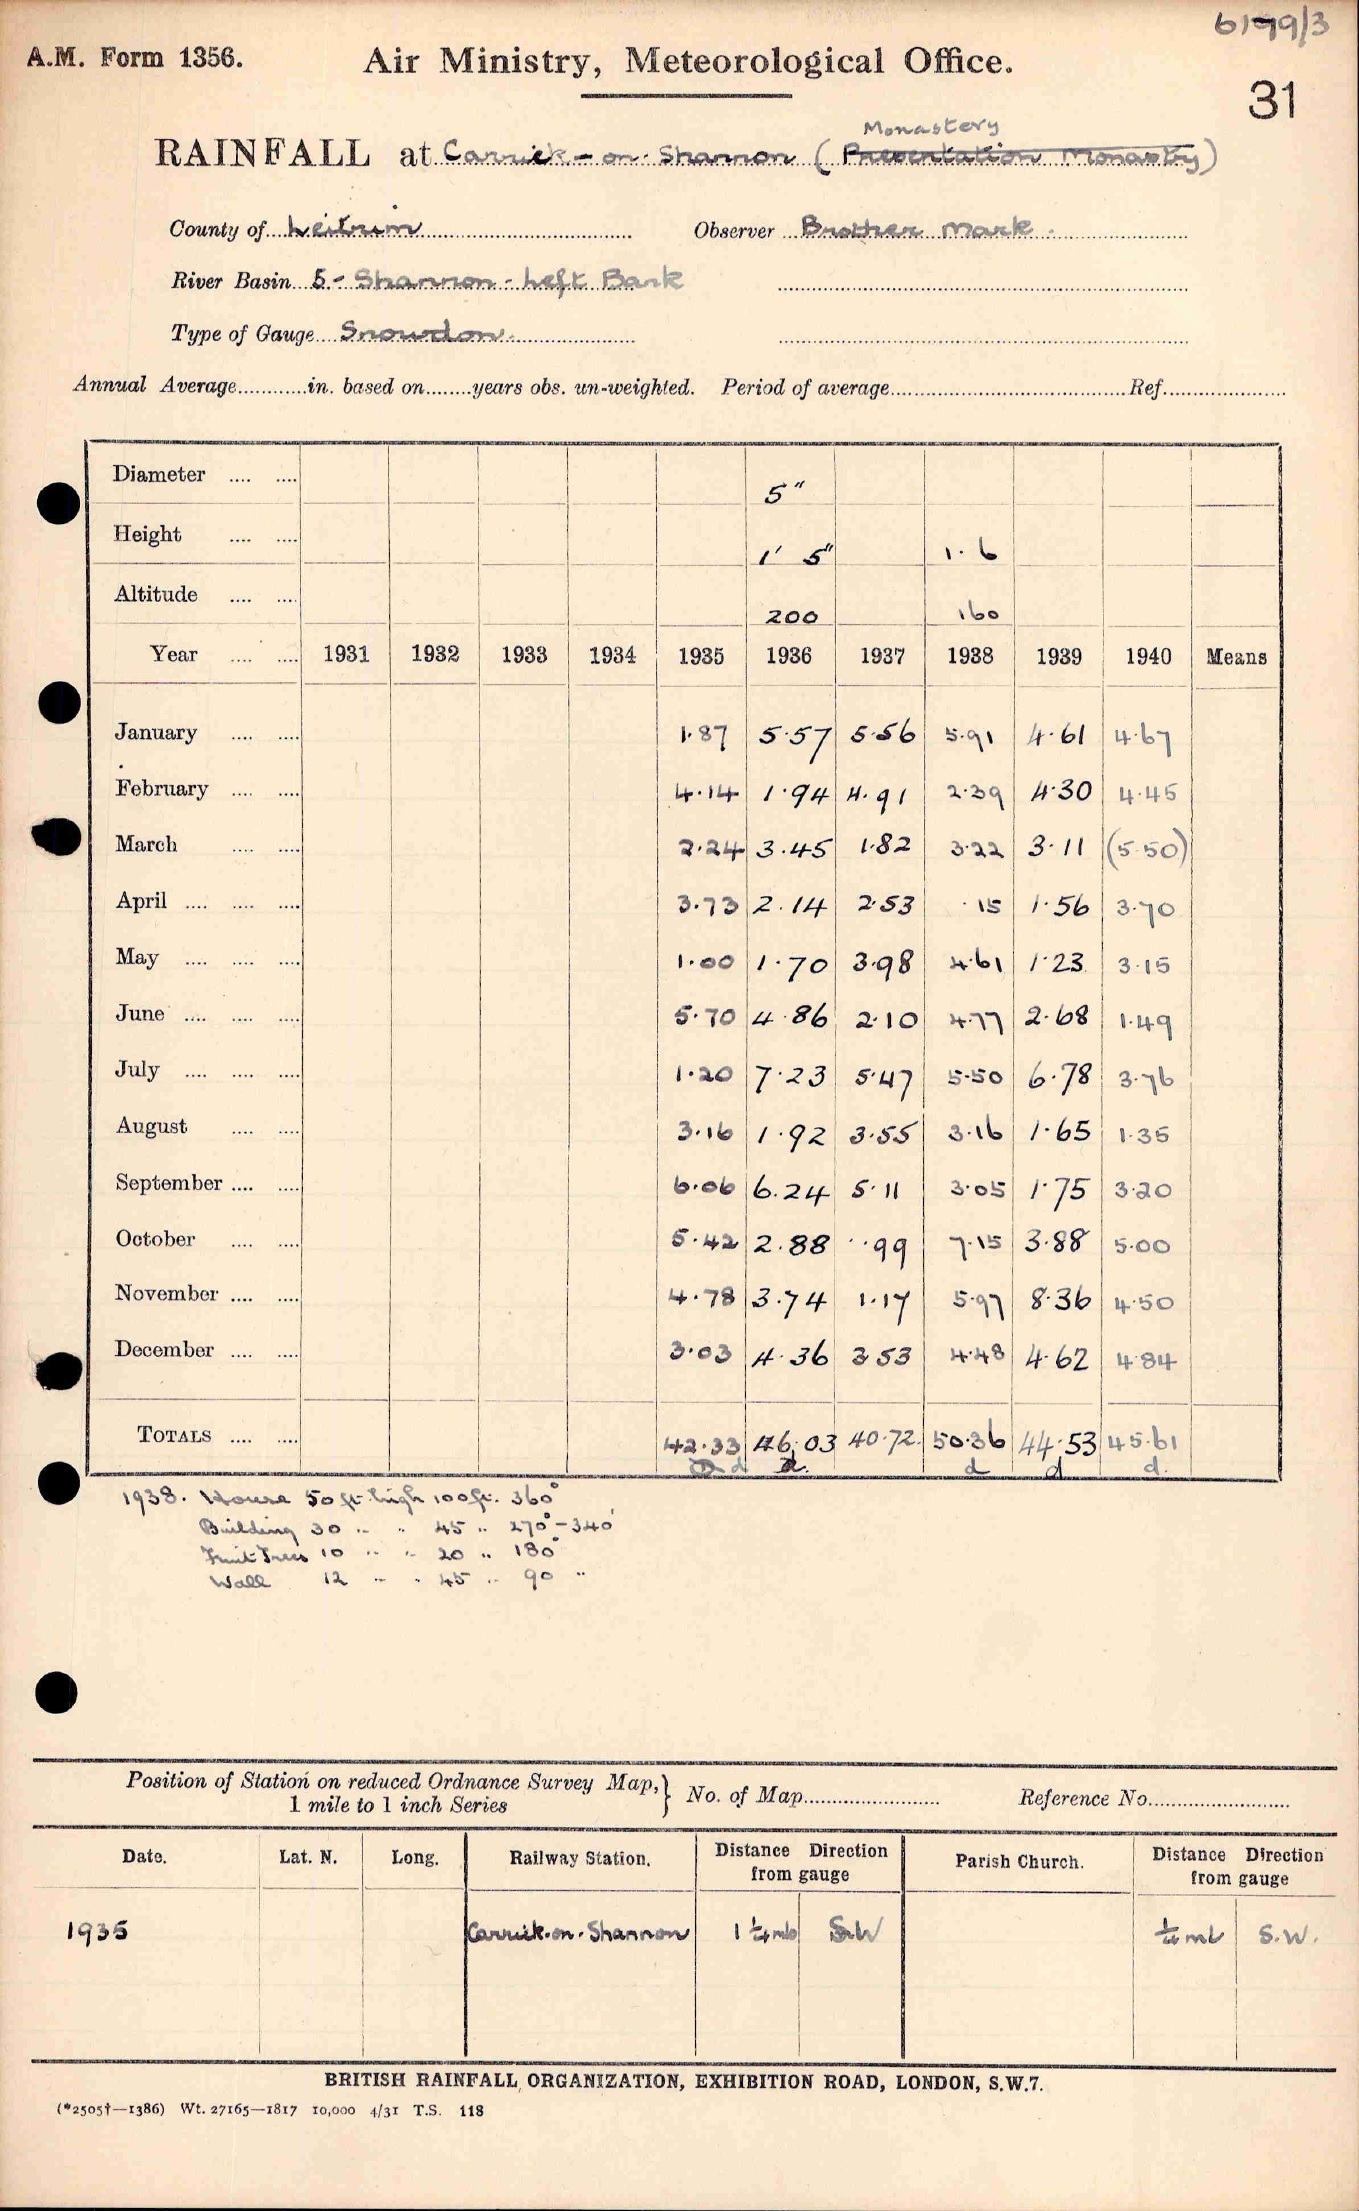 6179/3
A.M. Form 1356.
Air Ministry, Meteorological Office.
31
Monastery
RAINFALL at Carrick-on-Shannon (Presentation Monastry)
County of Leitrim Observer Brother Mark.
River Basin 5 - Shannon - Left Bank
Type of Gauge Snowdon.
Annual Average............in. based on........years obs. un-weighted. Period of average........................................Ref.....................
Diameter .... .... 5"
Height .... .... 1' 5" 1·6
Altitude .... .... 200 160
Year .... .... 1931 1932 1933 1934 1935 1936 1937 1938 1939 1940 Means
January .... .... 1·87 5·57 5·56 5·91 4·61 4·67
February .... .... 4·14 1·94 4·91 2·39 4·30 4·45
March .... .... 2·24 3·45 1·82 3·22 3·11 (5·50)
April .... .... .... 3·73 2·14 2·53 ·15 1·56 3·70
May .... .... .... 1·00 1·70 3·98 4·61 1·23 3·15
June .... .... .... 5·70 4·86 2·10 4·77 2·68 1·49
July .... .... .... 1·20 7·23 5·47 5·50 6·78 3·76
August .... .... 3·16 1·92 3·55 3·16 1·65 1·35
September .... .... 6·06 6·24 5·11 3·05 1·75 3·20
October .... .... 5·42 2·88 ·99 7·15 3·88 5·00
November .... .... 4·78 3·74 1·17 5·97 8·36 4·50
December .... .... 3·03 4·36 3·53 4·48 4·62 4·84
TOTALS .... .... 42·33 46·03 40·72 50·36 44·53 45·61
d d. d d d.
1938. House 50 ft. high 100 ft. 360°
Building 30 " " 45 " 270° - 340°
Fruit Trees 10 " " 20 " 180°
Wall 12 " " 45 " 90 "
Position of Station on reduced Ordnance Survey Map,} No. of Map........................ Reference No.........................
1 mile to 1 inch Series
Date. Lat. N. Long. Railway Station. Distance Direction from gauge Parish Church. Distance Direction from gauge
1935 Carrick-on-Shannon 1 ¼ mls S.W ¼ ml S.W.
BRITISH RAINFALL ORGANIZATION, EXHIBITION ROAD, LONDON, S.W.7.
(*2505†—1386) Wt. 27165—1817 10,000 4/31 T.S. 118